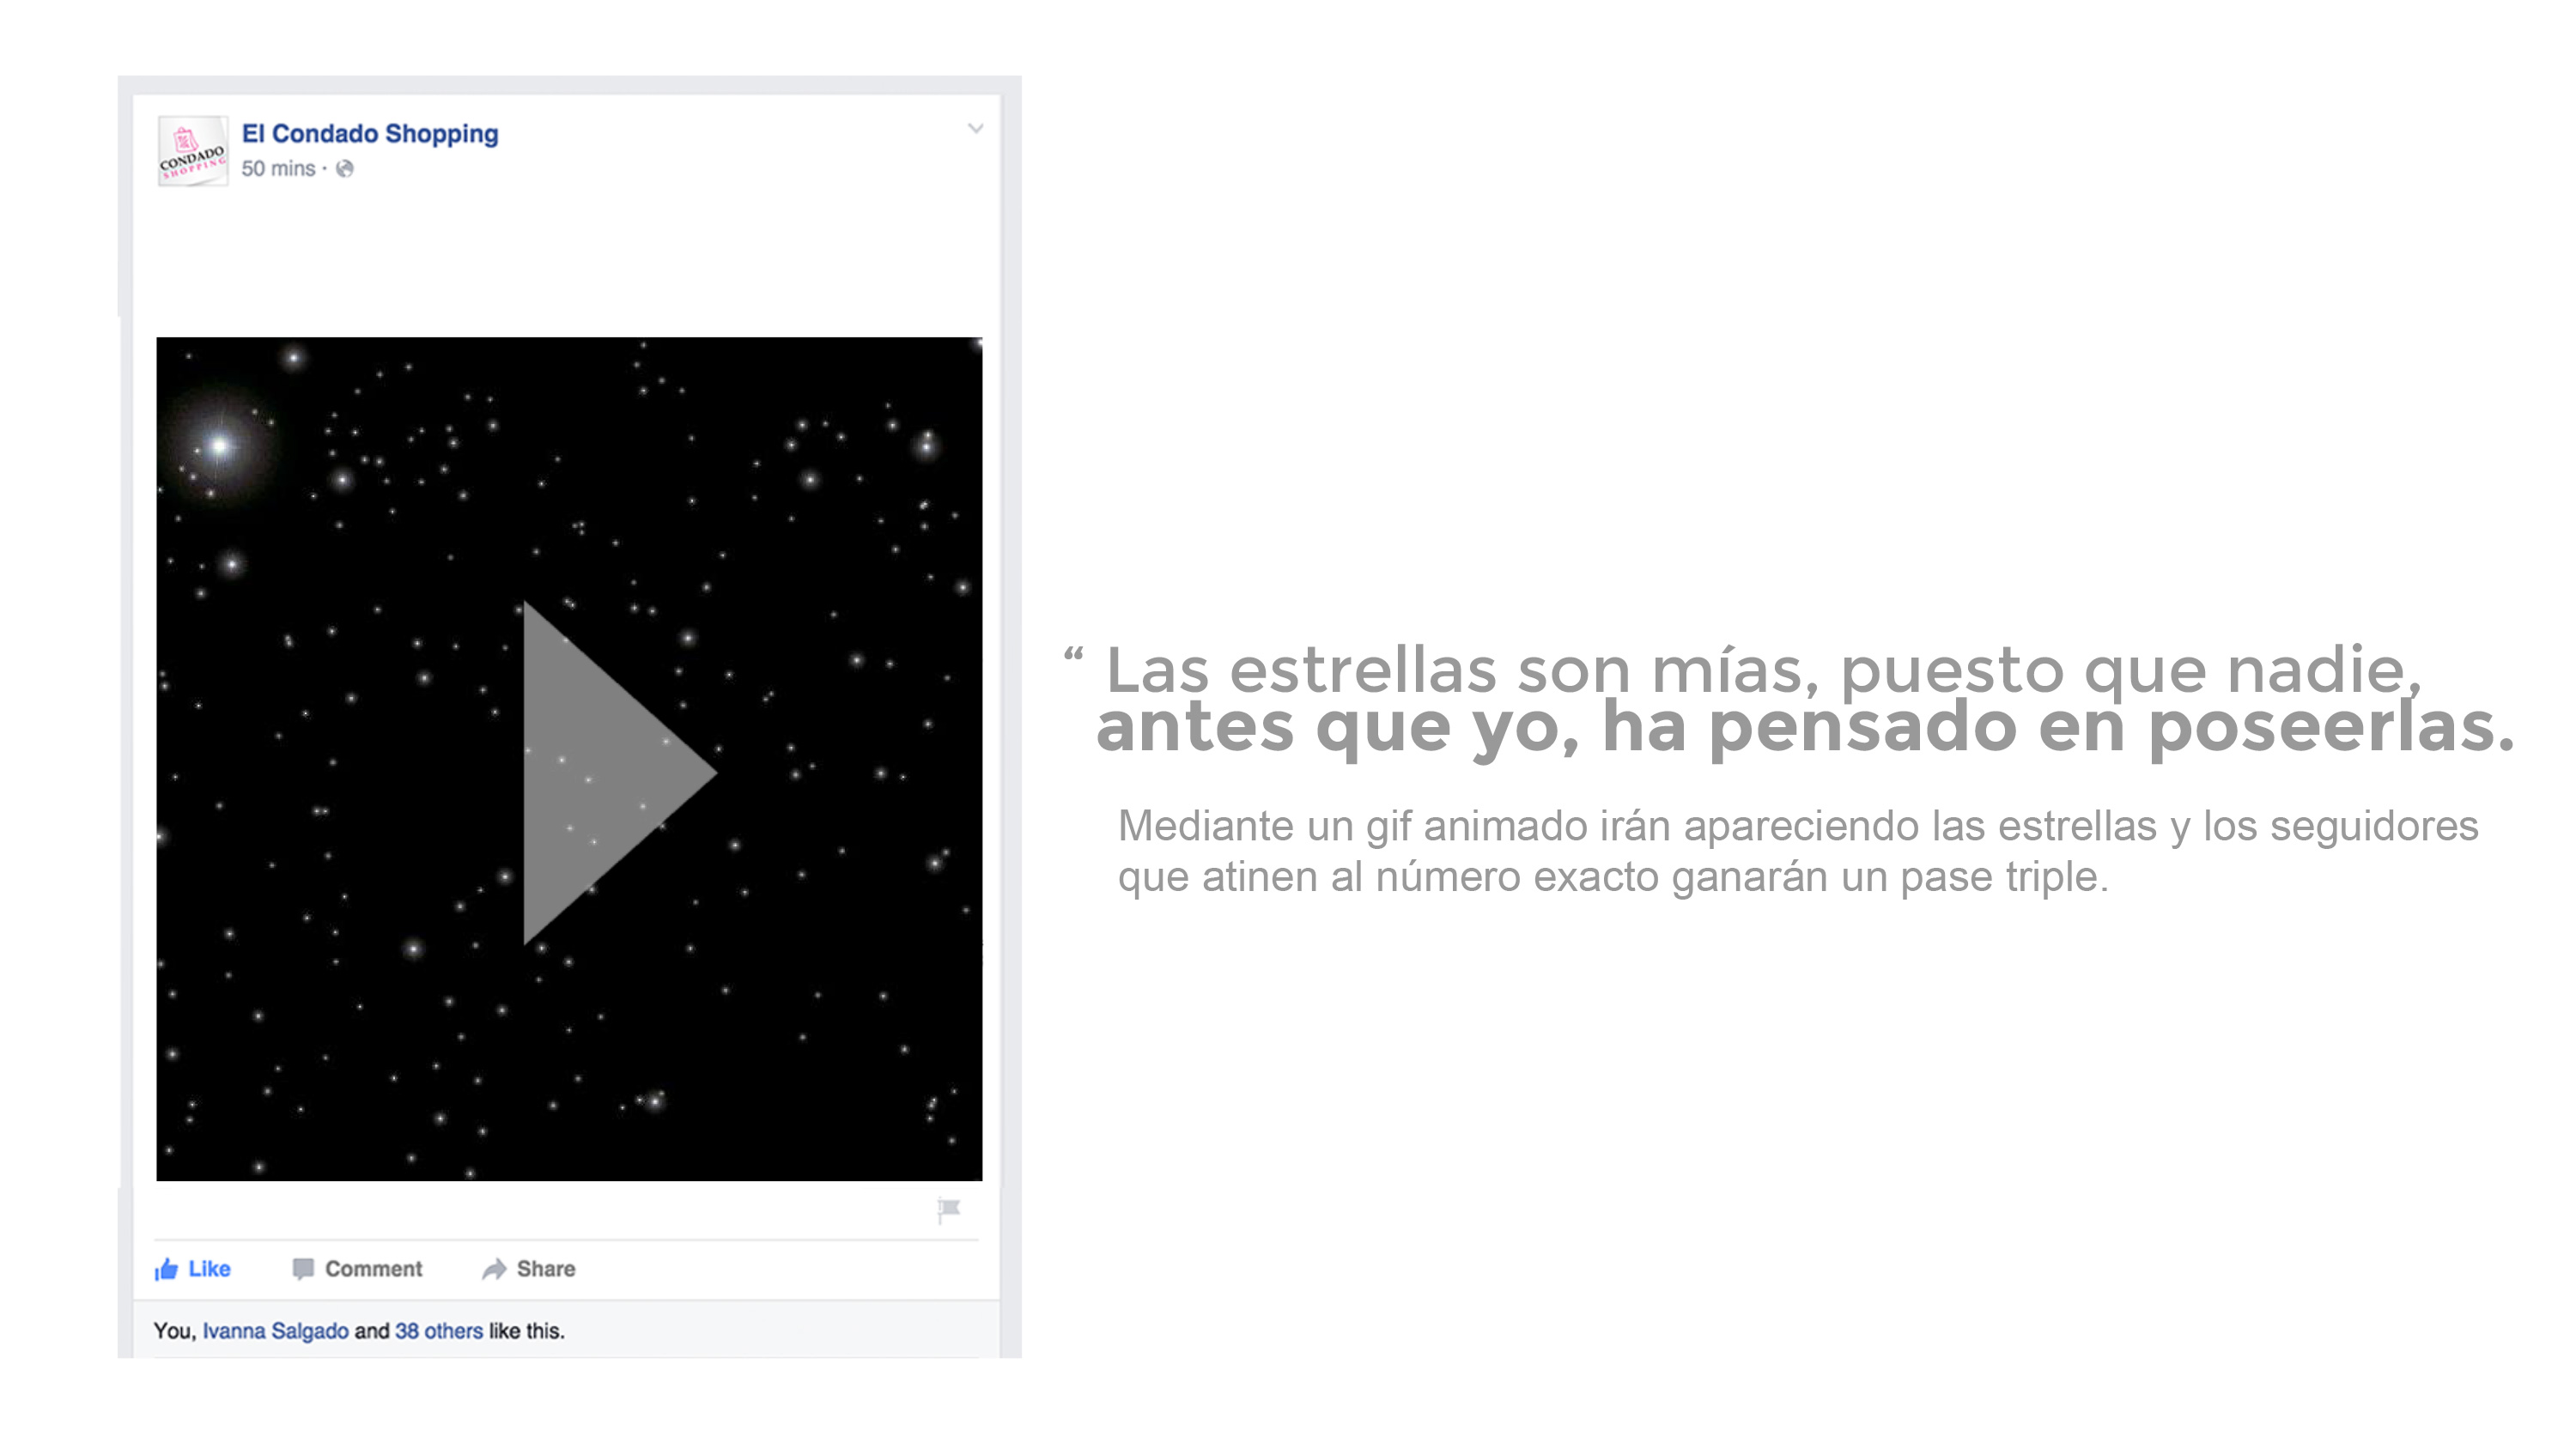 El Condado Shopping
50 mins ·
CONDADO
SHOPPING
“ Las estrellas son mías, puesto que nadie,
antes que yo, ha pensado en poseerlas.
Mediante un gif animado irán apareciendo las estrellas y los seguidores
que atinen al número exacto ganarán un pase triple.
Like Comment Share
You, Ivanna Salgado and 38 others like this.